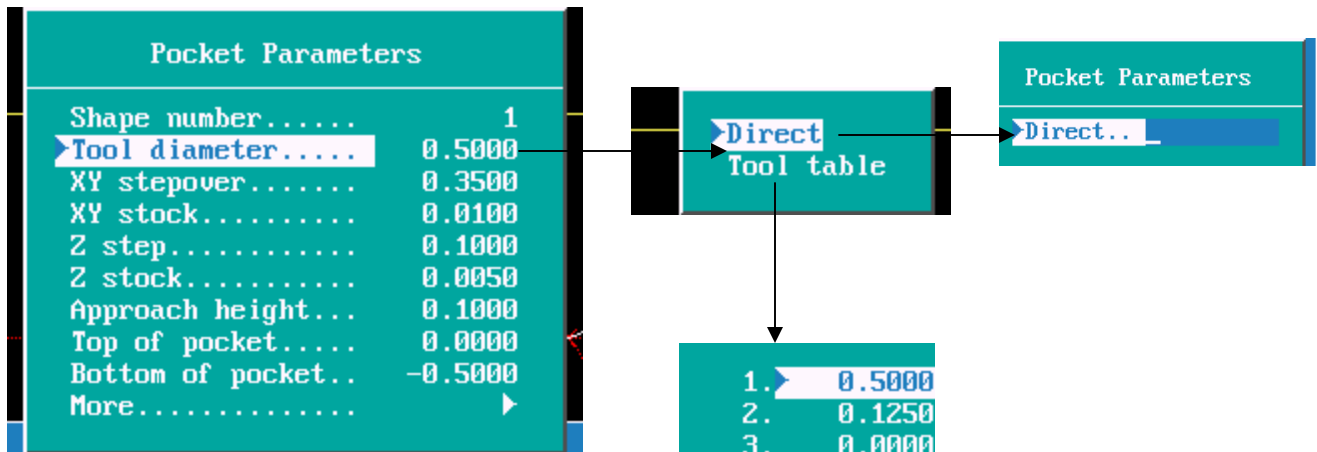 Pocket Parameters
Shape number...... 1
Tool diameter..... 0.5000
XY stepover....... 0.3500
XY stock.......... 0.0100
Z step............ 0.1000
Z stock........... 0.0050
Approach height... 0.1000
Top of pocket..... 0.0000
Bottom of pocket.. -0.5000
More..............
Direct
Tool table
Pocket Parameters
Direct..
1. 0.5000
2. 0.1250
3. 0.0000